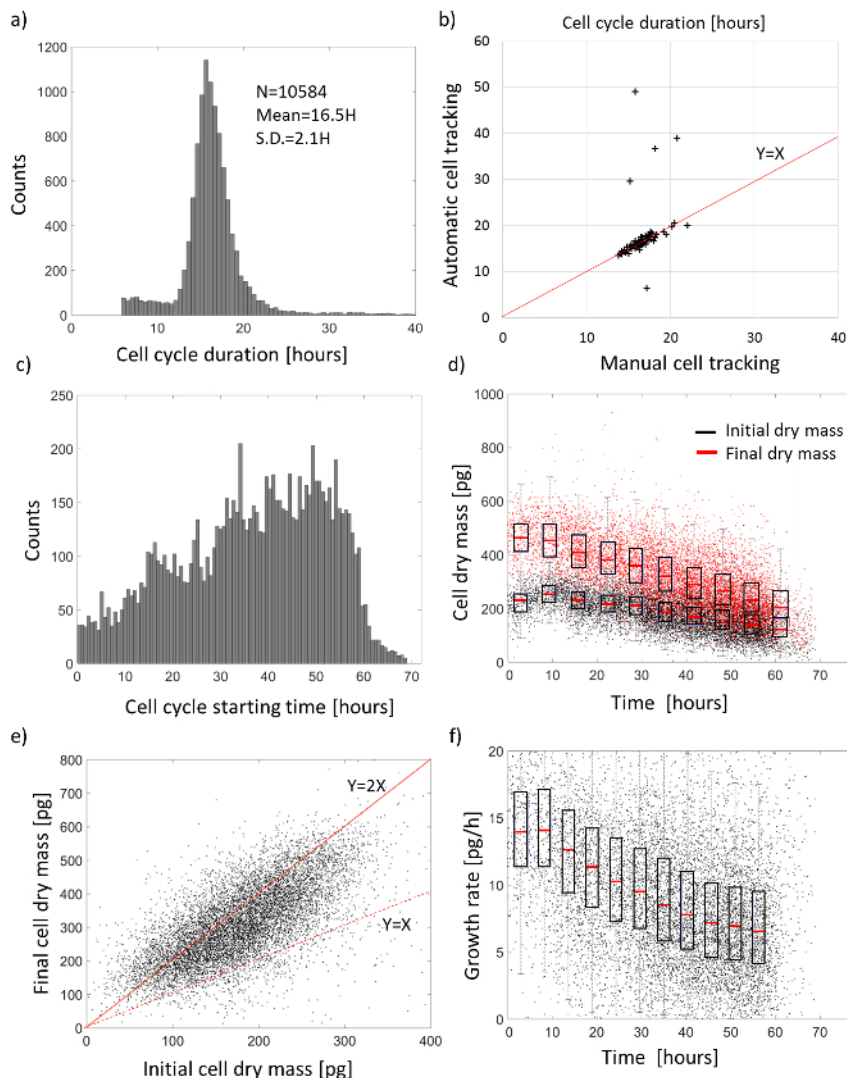 a)
1200
1000
800
600
400
200
0
Counts
N=10584
Mean=16.5H
S.D.=2.1H
0 10 20 30 40
Cell cycle duration [hours]
b)
Cell cycle duration [hours]
60
50
40
30
20
10
0
Automatic cell tracking
Y=X
0 10 20 30 40
Manual cell tracking
c)
250
200
150
100
50
0
Counts
0 10 20 30 40 50 60 70
Cell cycle starting time [hours]
d)
1000
800
600
400
200
0
Cell dry mass [pg]
Initial dry mass
Final dry mass
0 10 20 30 40 50 60 70
Time [hours]
e)
800
700
600
500
400
300
200
100
0
Final cell dry mass [pg]
Y=2X
Y=X
0 100 200 300 400
Initial cell dry mass [pg]
f)
20
15
10
5
0
Growth rate [pg/h]
0 10 20 30 40 50 60 70
Time [hours]